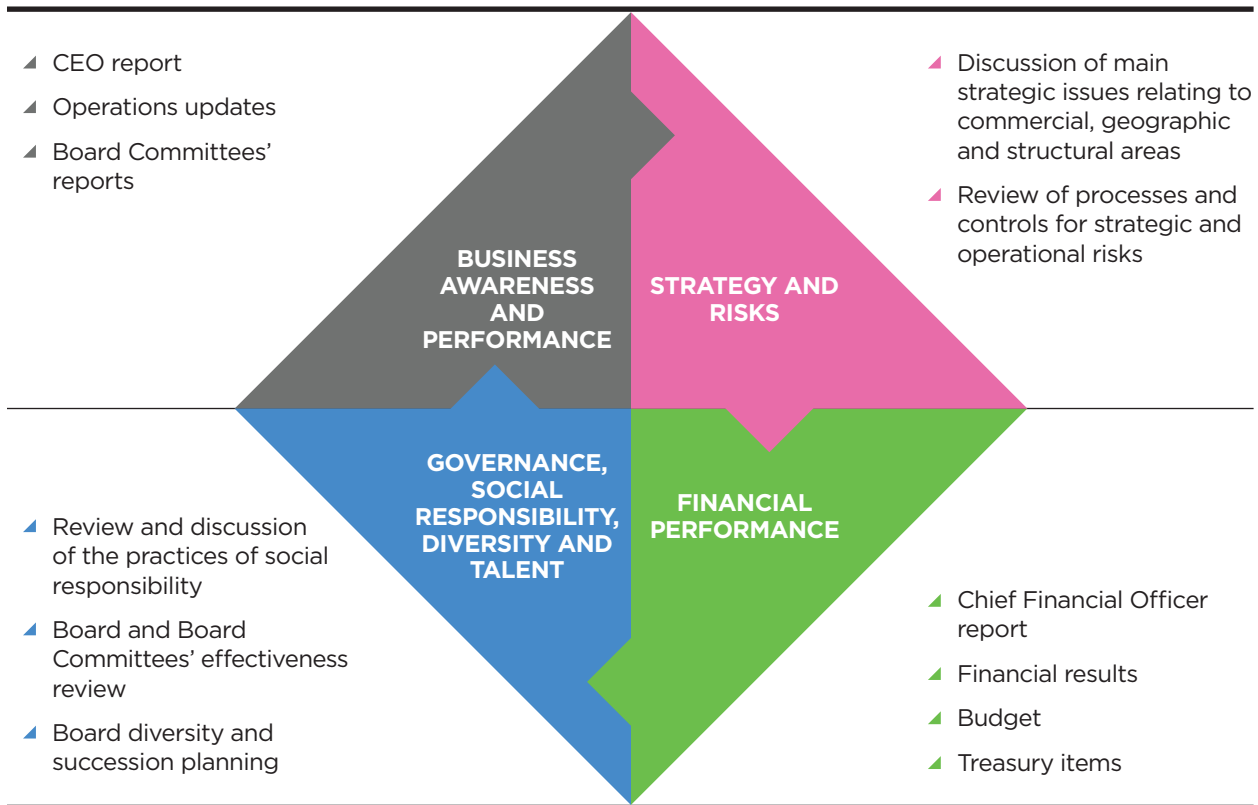 CEO report
Operations updates
Board Committees’
reports
Discussion of main
strategic issues relating to
commercial, geographic
and structural areas
Review of processes and
controls for strategic and
operational risks
BUSINESS
AWARENESS
AND
PERFORMANCE
STRATEGY AND
RISKS
GOVERNANCE,
SOCIAL
RESPONSIBILITY,
DIVERSITY AND
TALENT
FINANCIAL
PERFORMANCE
Review and discussion
of the practices of social
responsibility
Board and Board
Committees’ effectiveness
review
Board diversity and
succession planning
Chief Financial Officer
report
Financial results
Budget
Treasury items